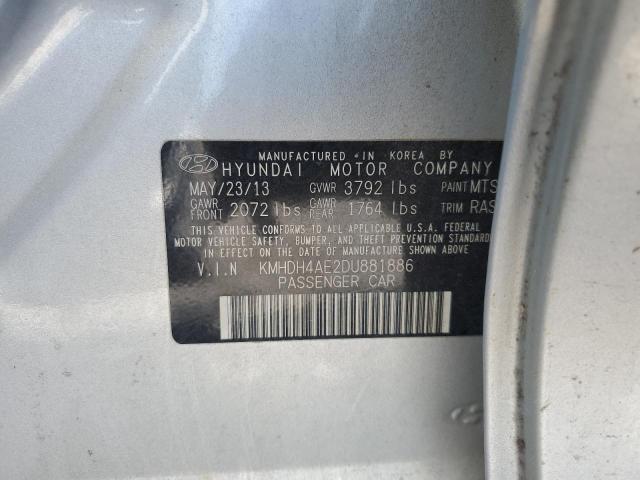 MANUFACTURED IN KOREA BY
HYUNDAI MOTOR COMPANY
MAY/23/13 GVWR 3792 lbs PAINT MTS
GAWR FRONT 2072 lbs GAWR REAR 1764 lbs TRIM RAS
THIS VEHICLE CONFORMS TO ALL APPLICABLE U.S.A. FEDERAL
MOTOR VEHICLE SAFETY, BUMPER, AND THEFT PREVENTION STANDARDS
IN EFFECT ON THE DATE OF MANUFACTURE SHOWN ABOVE.
V.I.N KMHDH4AE2DU881886
PASSENGER CAR